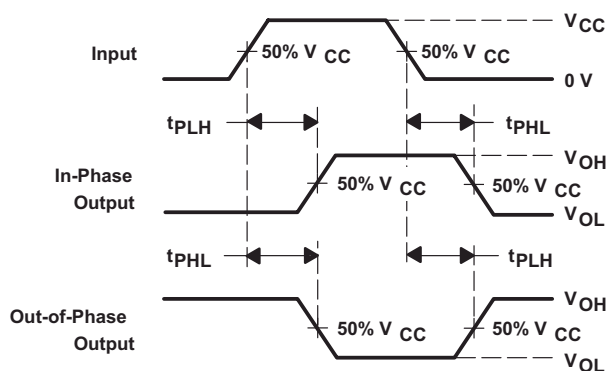 Input
50% VCC
50% VCC
VCC
0 V
tPLH
tPHL
In-Phase
Output
50% VCC
50% VCC
VOH
VOL
tPHL
tPLH
Out-of-Phase
Output
50% VCC
50% VCC
VOH
VOL